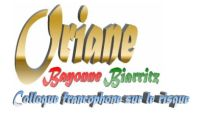 Oriane
Bayonne Biarritz
Colloque francophone sur le risque